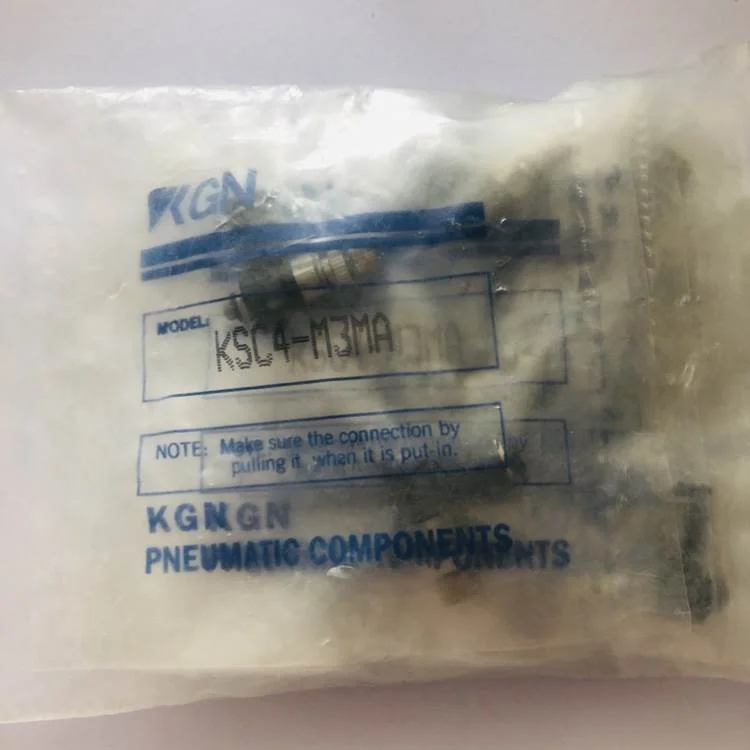 KGN
MODEL: KSC4-M3MA
NOTE: Make sure the connection by
pulling it when it is put-in.
KGN
PNEUMATIC COMPONENTS